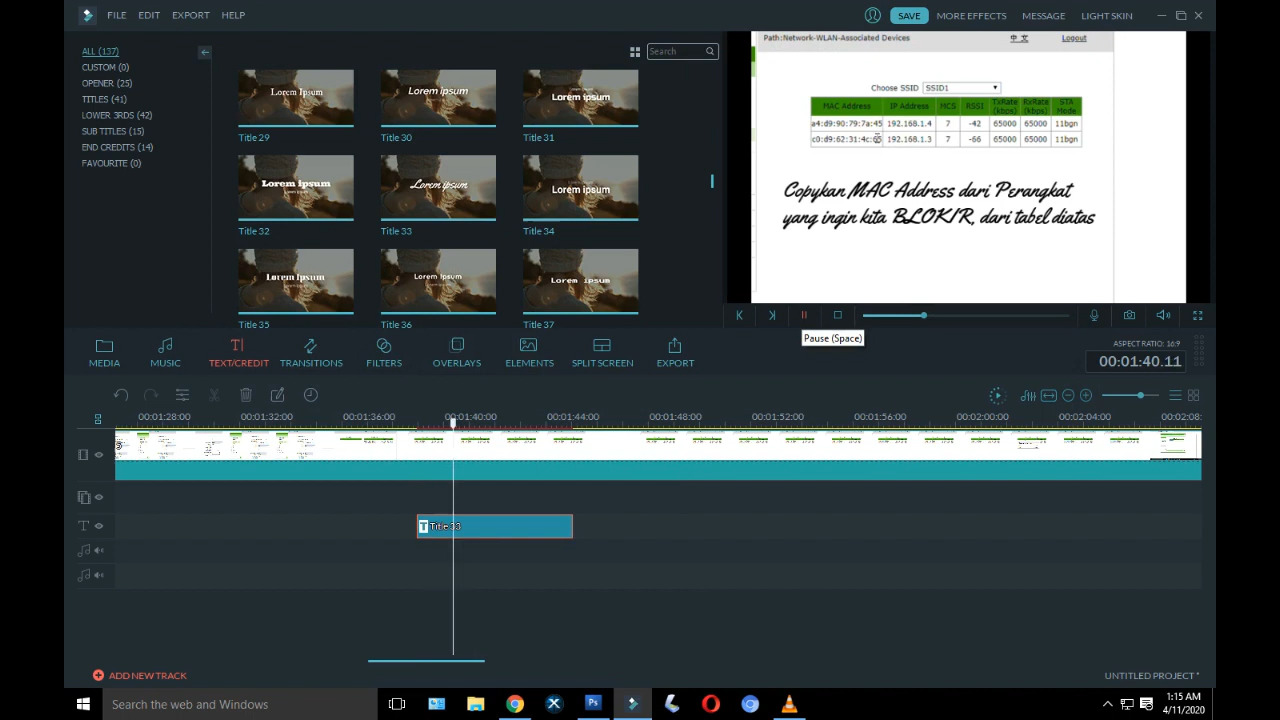 FILE EDIT EXPORT HELP
SAVE MORE EFFECTS MESSAGE LIGHT SKIN
ALL (137)
CUSTOM (0)
OPENER (25)
TITLES (41)
LOWER 3RDS (42)
SUB TITLES (15)
END CREDITS (14)
FAVOURITE (0)
Search
Lorem Ipsum
Lorem Ipsum
Lorem Ipsum
Title 29 Title 30 Title 31
Lorem Ipsum
Lorem Ipsum
Lorem Ipsum
Title 32 Title 33 Title 34
Lorem Ipsum
Lorem Ipsum
Lorem Ipsum
Title 35 Title 36 Title 37
Path:Network-WLAN-Associated Devices 中文 Logout
Choose SSID SSID1
MAC Address IP Address MCS RSSI TxRate (kbps) RxRate (kbps) STA Mode
a4:d9:90:79:7a:45 192.168.1.4 7 -42 65000 65000 11bgn
c0:d9:62:31:4c: 192.168.1.3 7 -66 65000 65000 11bgn
Copykan MAC Address dari Perangkat
yang ingin kita BLOKIR, dari tabel diatas
Pause (Space)
MEDIA MUSIC TEXT/CREDIT TRANSITIONS FILTERS OVERLAYS ELEMENTS SPLIT SCREEN EXPORT
ASPECT RATIO: 16:9
00:01:40.11
00:01:28:00 00:01:32:00 00:01:36:00 00:01:40:00 00:01:44:00 00:01:48:00 00:01:52:00 00:01:56:00 00:02:00:00 00:02:04:00 00:02:08:
T Title 33
ADD NEW TRACK
UNTITLED PROJECT *
Search the web and Windows
1:15 AM
4/11/2020